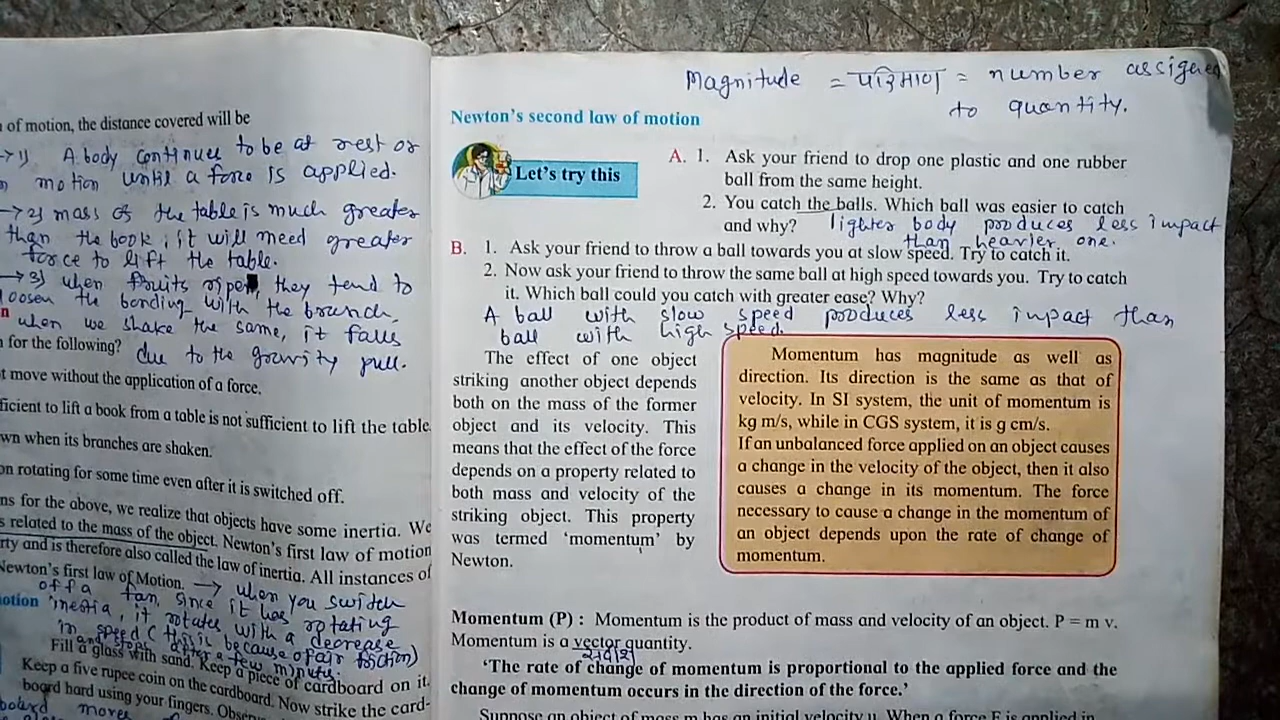 of motion, the distance covered will be
→ 1) A body continues to be at rest or
motion until a force is applied.
→ 2) mass of the table is much greater
than the book, it will need greater
force to lift the table.
→ 3) when fruits ripen, they tend to
loosen the bonding with the branch,
when we shake the same, it falls
for the following? due to the gravity pull.
t move without the application of a force.
ficient to lift a book from a table is not sufficient to lift the table.
wn when its branches are shaken.
on rotating for some time even after it is switched off.
ns for the above, we realize that objects have some inertia. We
s related to the mass of the object. Newton's first law of motion
rty and is therefore also called the law of inertia. All instances of
Newton's first law of Motion. → when you switch
off a fan, since it has rotating
otion inertia, it rotates with a decrease
in speed (this is because of air friction)
and stops after a few minutes.
Fill a glass with sand. Keep a piece of cardboard on it.
Keep a five rupee coin on the cardboard. Now strike the card-
board hard using your fingers.
board moves
Magnitude = परिमाण = number assigned
to quantity.
Newton's second law of motion
Let's try this
A. 1. Ask your friend to drop one plastic and one rubber
ball from the same height.
2. You catch the balls. Which ball was easier to catch
and why? lighter body produces less impact
than heavier one.
B. 1. Ask your friend to throw a ball towards you at slow speed. Try to catch it.
2. Now ask your friend to throw the same ball at high speed towards you. Try to catch
it. Which ball could you catch with greater ease? Why?
A ball with slow speed produces less impact than
ball with high speed.
The effect of one object
striking another object depends
both on the mass of the former
object and its velocity. This
means that the effect of the force
depends on a property related to
both mass and velocity of the
striking object. This property
was termed 'momentum' by
Newton.
Momentum has magnitude as well as
direction. Its direction is the same as that of
velocity. In SI system, the unit of momentum is
kg m/s, while in CGS system, it is g cm/s.
If an unbalanced force applied on an object causes
a change in the velocity of the object, then it also
causes a change in its momentum. The force
necessary to cause a change in the momentum of
an object depends upon the rate of change of
momentum.
Momentum (P) : Momentum is the product of mass and velocity of an object. P = m v.
Momentum is a vector quantity.
'The rate of change of momentum is proportional to the applied force and the
change of momentum occurs in the direction of the force.'
Suppose an object of mass m has an initial velocity u. When a force F is applied in